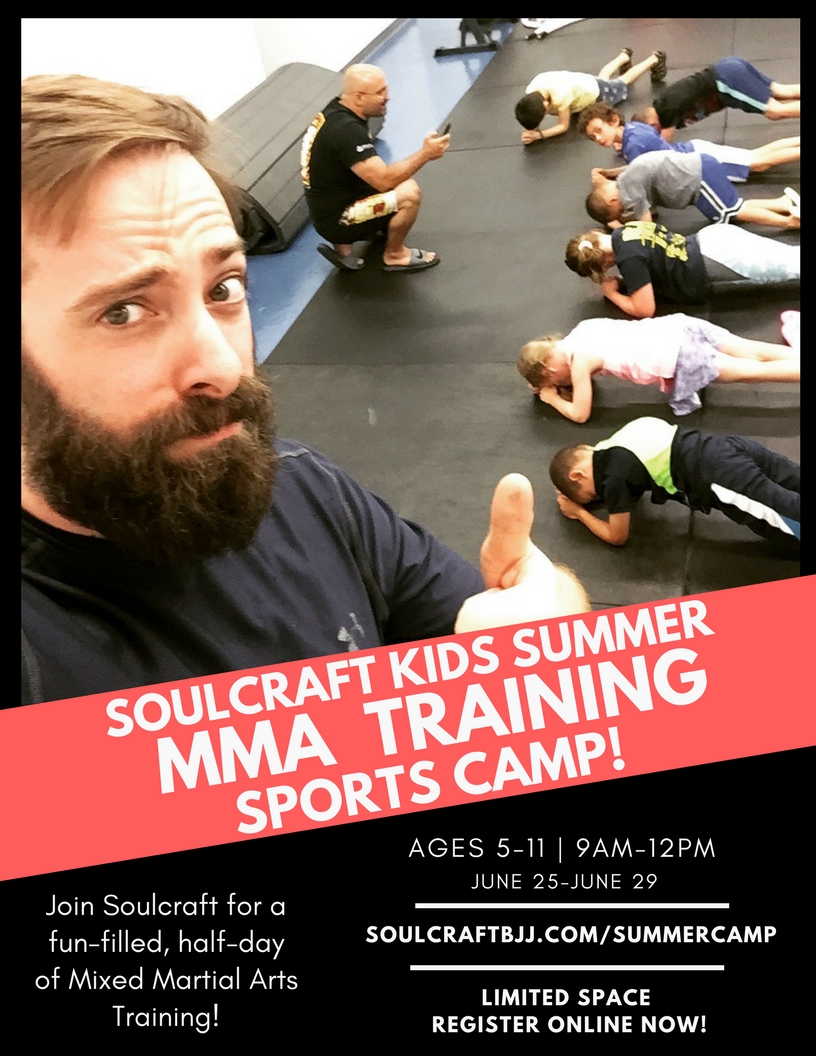 SOULCRAFT KIDS SUMMER
MMA TRAINING
SPORTS CAMP!
AGES 5-11 | 9AM-12PM
JUNE 25-JUNE 29
SOULCRAFTBJJ.COM/SUMMERCAMP
LIMITED SPACE
REGISTER ONLINE NOW!
Join Soulcraft for a
fun-filled, half-day
of Mixed Martial Arts
Training!